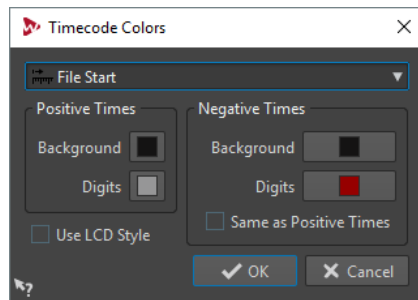 Timecode Colors
File Start
Positive Times
Background
Digits
Negative Times
Background
Digits
Same as Positive Times
Use LCD Style
OK
Cancel
?